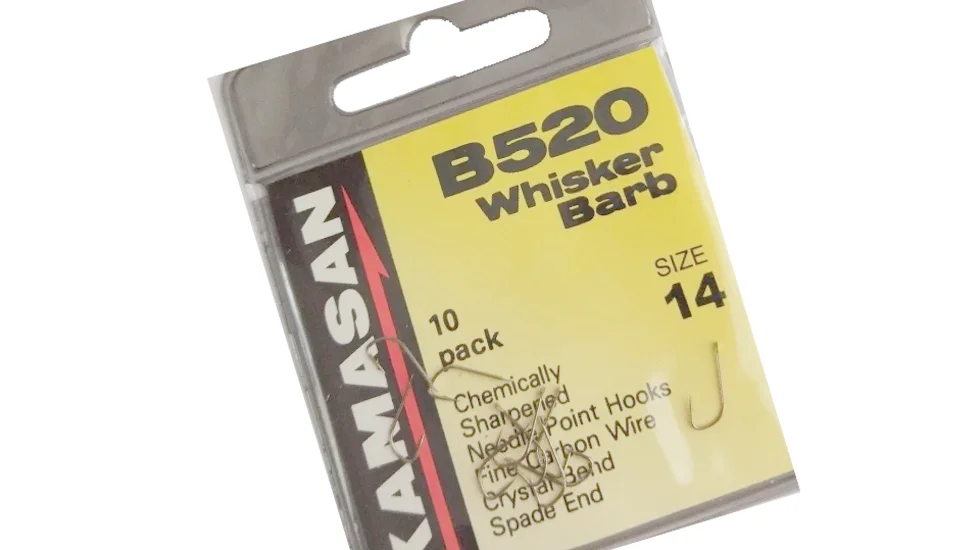 B520
Whisker
Barb
SIZE
14
KAMASAN
10
pack
Chemically
Sharpened
Needle Point Hooks
Fine Carbon Wire
Crystal Bend
Spade End